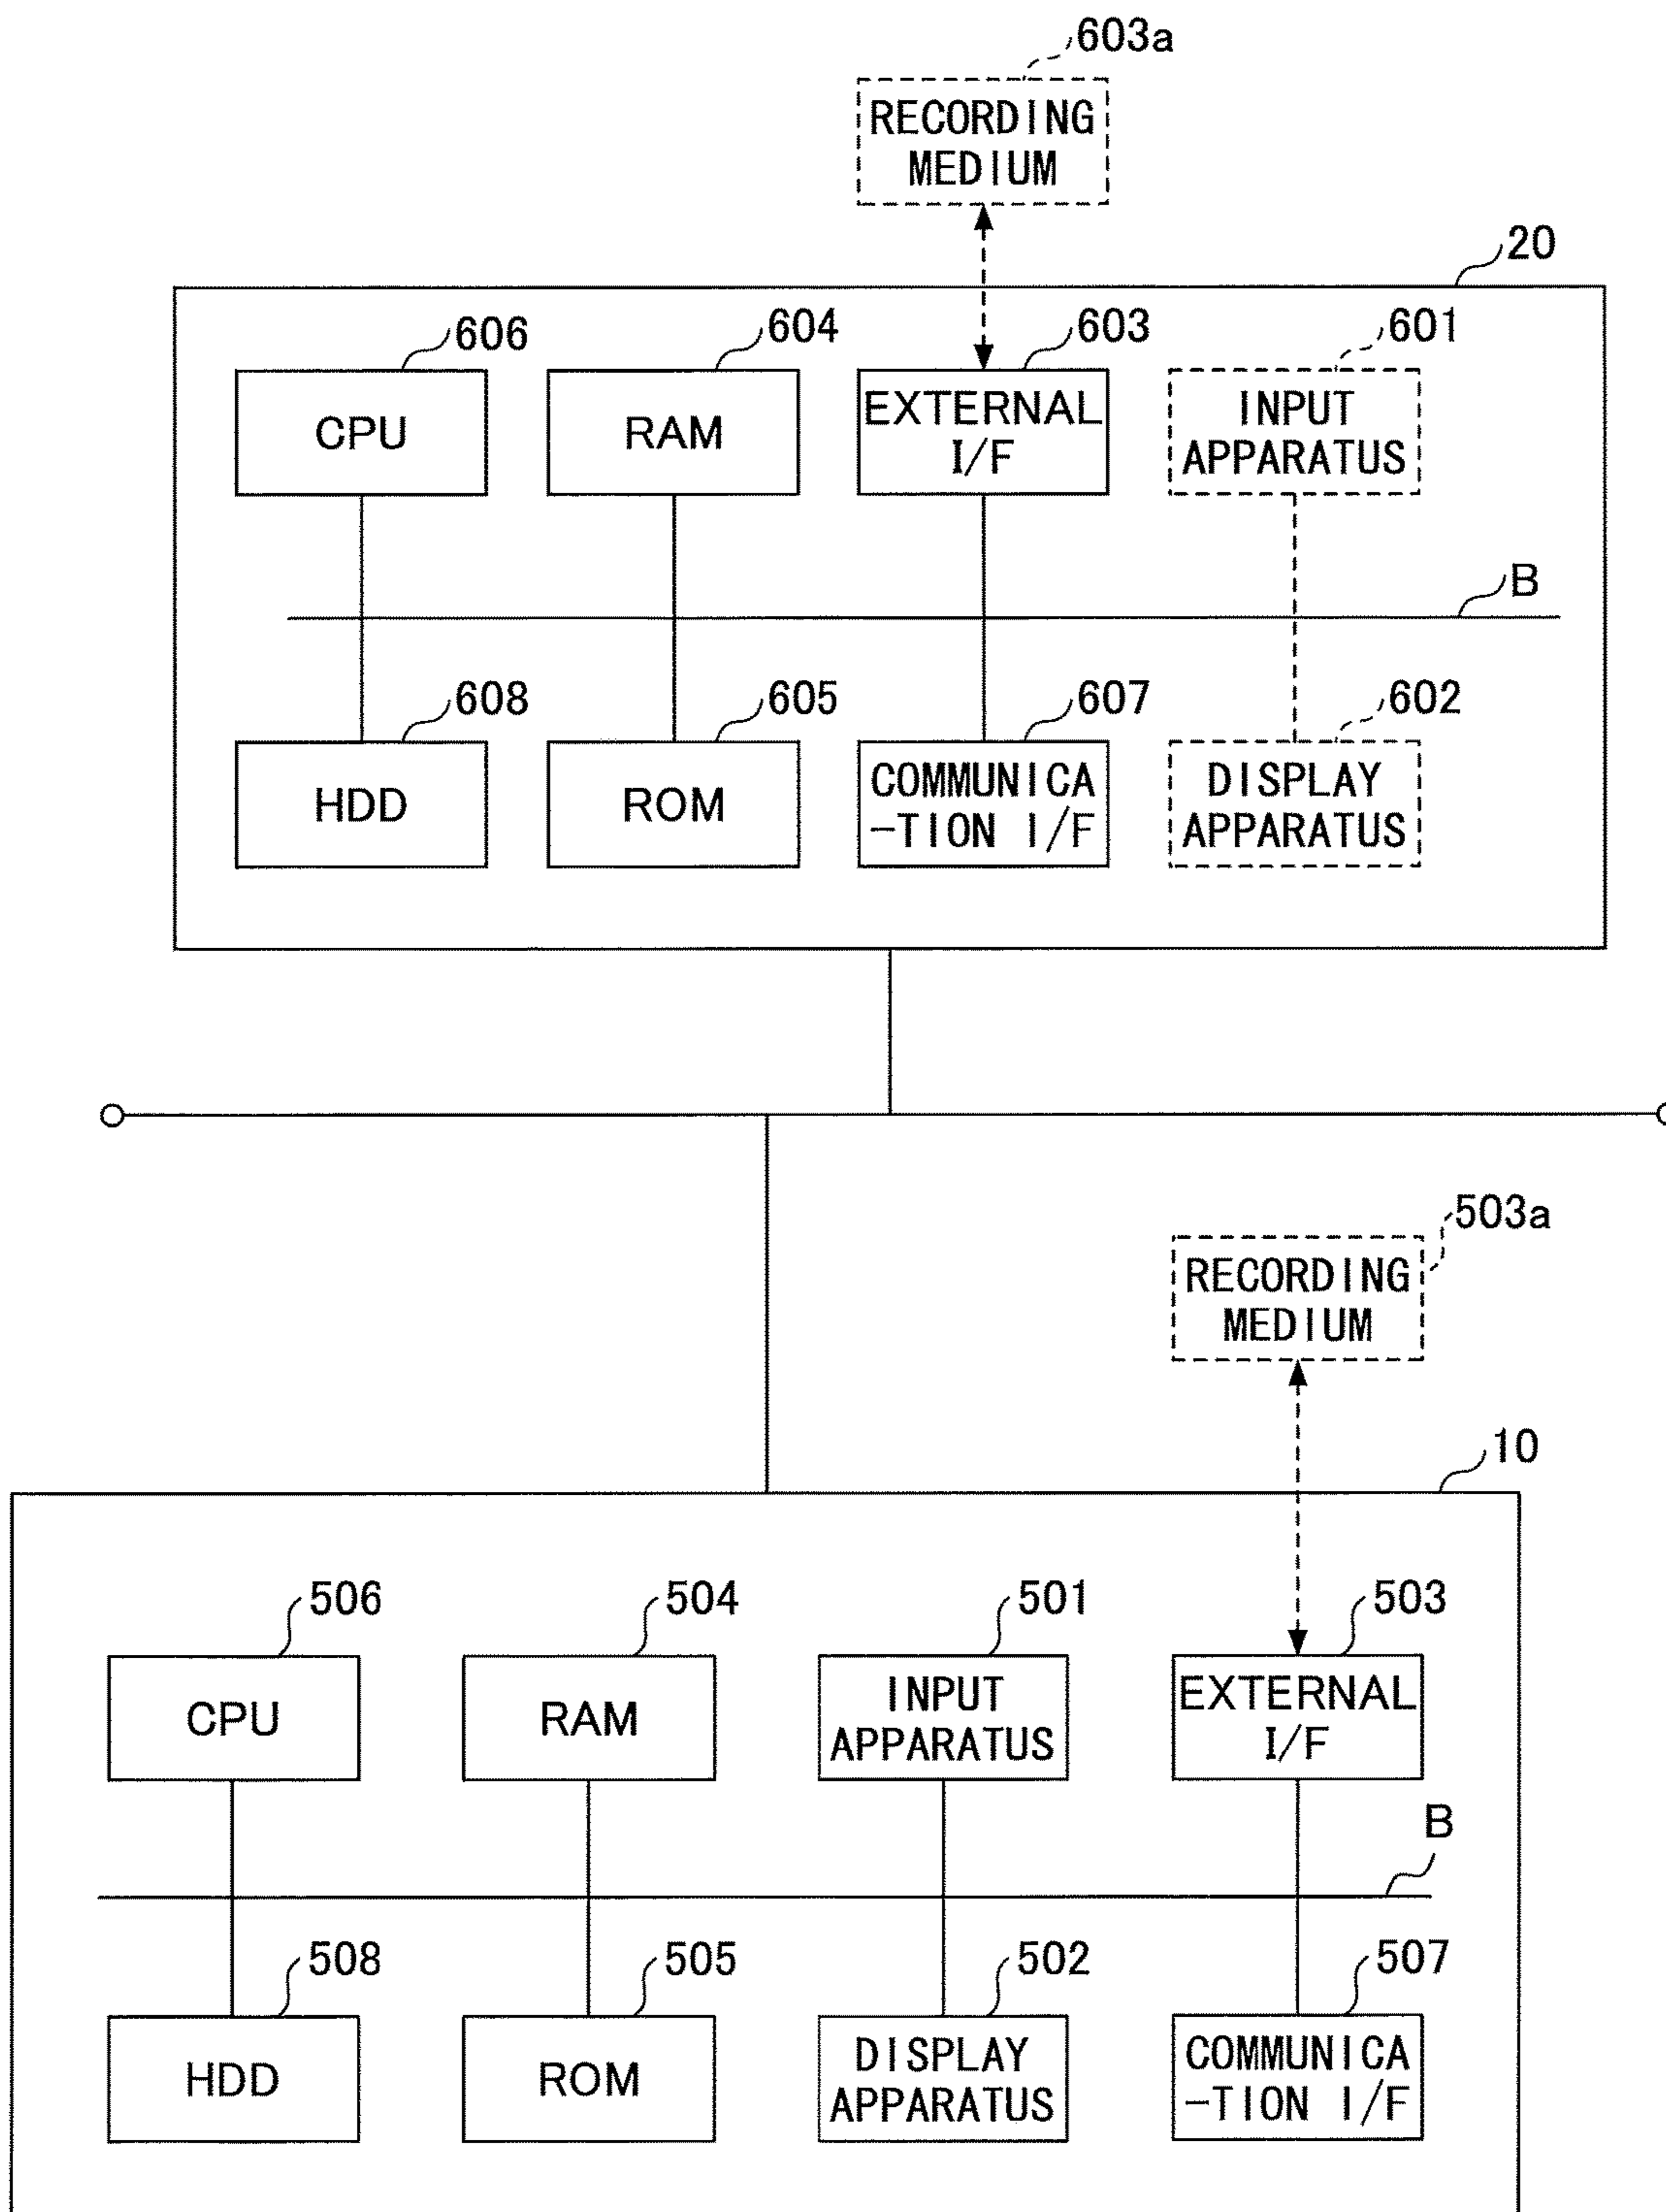 603a
RECORDING
MEDIUM
20
606
604
603
601
CPU
RAM
EXTERNAL
I/F
INPUT
APPARATUS
B
608
605
607
602
HDD
ROM
COMMUNICA
-TION I/F
DISPLAY
APPARATUS
503a
RECORDING
MEDIUM
10
506
504
501
503
CPU
RAM
INPUT
APPARATUS
EXTERNAL
I/F
B
508
505
502
507
HDD
ROM
DISPLAY
APPARATUS
COMMUNICA
-TION I/F